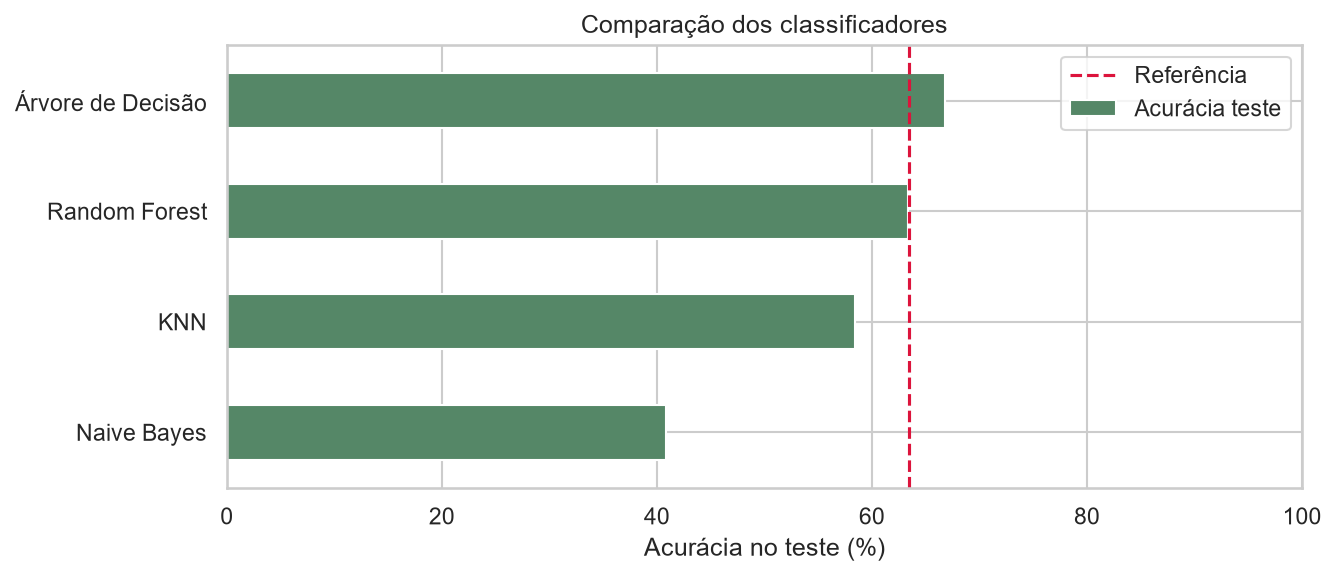 Comparação dos classificadores
Referência
Acurácia teste
Árvore de Decisão
Random Forest
KNN
Naive Bayes
0 20 40 60 80 100
Acurácia no teste (%)